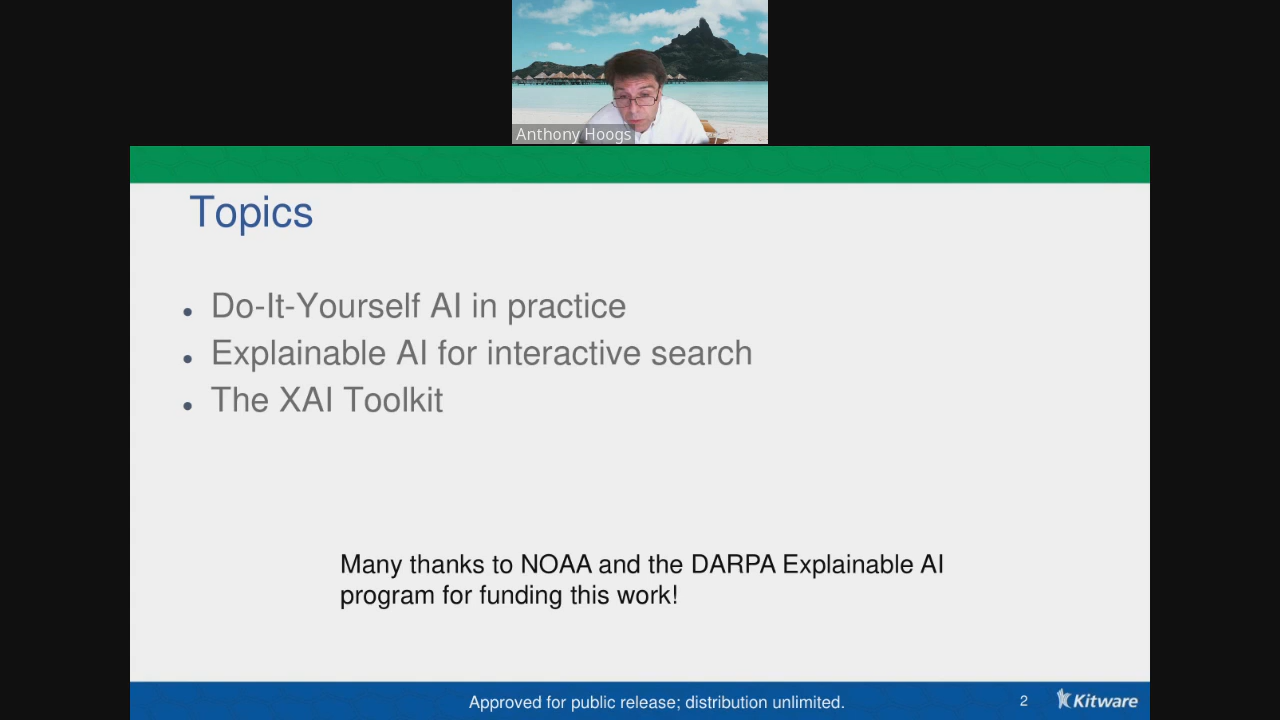 Anthony Hoogs
Topics
Do-It-Yourself AI in practice
Explainable AI for interactive search
The XAI Toolkit
Many thanks to NOAA and the DARPA Explainable AI
program for funding this work!
Approved for public release; distribution unlimited.
2
Kitware